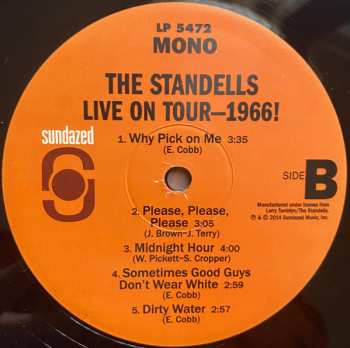 LP 5472
MONO
THE STANDELLS
LIVE ON TOUR—1966!
sundazed
1. Why Pick on Me 3:35
(E. Cobb)
SIDE B
2. Please, Please,
Please 3:05
(J. Brown–J. Terry)
3. Midnight Hour 4:00
(W. Pickett–S. Cropper)
4. Sometimes Good Guys
Don't Wear White 2:59
(E. Cobb)
5. Dirty Water 2:57
(E. Cobb)
Manufactured under license from
Larry Tamblyn/The Standells.
℗ & © 2014 Sundazed Music, Inc.